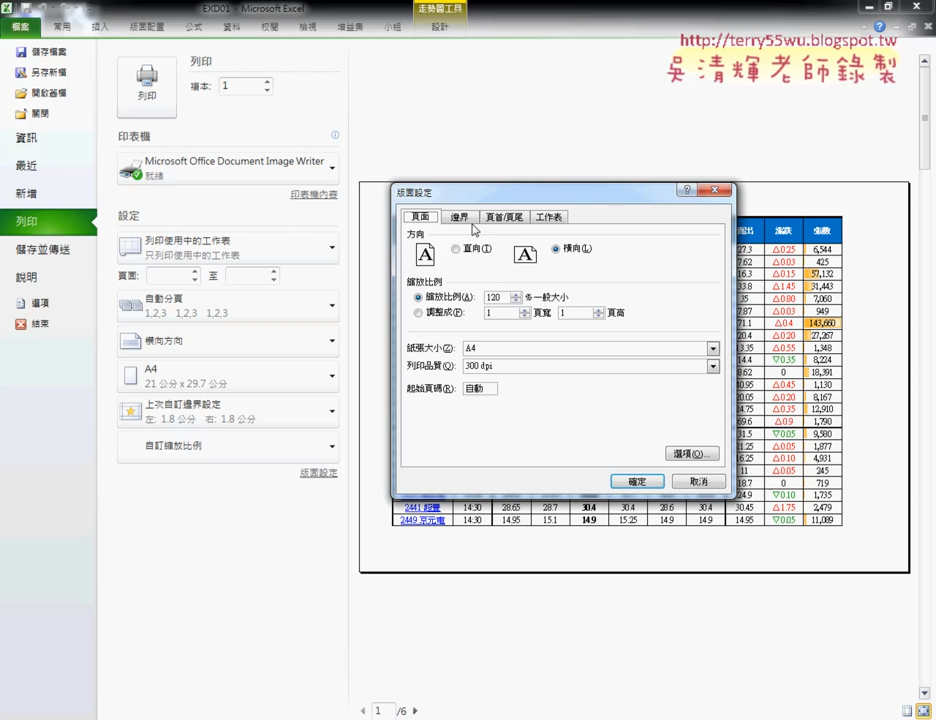 EXD01 - Microsoft Excel
走勢圖工具
檔案 常用 插入 版面配置 公式 資料 校閱 檢視 增益集 小組 設計
http://terry55wu.blogspot.tw
吳清輝老師錄製
儲存檔案
另存新檔
開啟舊檔
關閉
資訊
最近
新增
列印
儲存並傳送
說明
選項
結束
列印
列印
複本: 1
印表機
Microsoft Office Document Image Writer
就緒
印表機內容
設定
列印使用中的工作表
只列印使用中的工作表
頁面: 至
自動分頁
1,2,3 1,2,3 1,2,3
橫向方向
A4
21 公分 x 29.7 公分
上次自訂邊界設定
左: 1.8 公分 右: 1.8 公分
自訂縮放比例
版面設定
版面設定
頁面 邊界 頁首/頁尾 工作表
方向
直向(T) 橫向(L)
縮放比例
縮放比例(A): 120 % 一般大小
調整成(F): 1 頁寬 1 頁高
紙張大小(Z): A4
列印品質(Q): 300 dpi
起始頁碼(R): 自動
選項(O)...
確定 取消
漲跌 張數
27.3 △0.25 6,544
7.62 △0.03 425
16.3 △0.15 57,132
33.8 △1.45 31,443
35 △0.80 7,060
7.87 △0.03 949
71.1 △0.4 143,660
20 △0.20 27,267
13.35 △0.55 1,348
14.4 ▽0.35 8,224
8.62 0 18,391
40.95 △0.45 1,130
20.05 △0.20 8,167
24.75 △0.35 12,910
69.6 △0.9 1,790
31.5 ▽0.05 9,580
21.25 △0.05 1,877
16.25 △0.10 4,931
11 △0.05 245
18.7 0 719
24.9 ▽0.10 1,735
2441 超豐 14:30 28.65 28.7 30.4 30.4 28.6 30.4 30.45 △1.75 2,479
2449 京元電 14:30 14.95 15.1 14.9 15.25 14.9 14.9 14.95 ▽0.05 11,089
1 /6